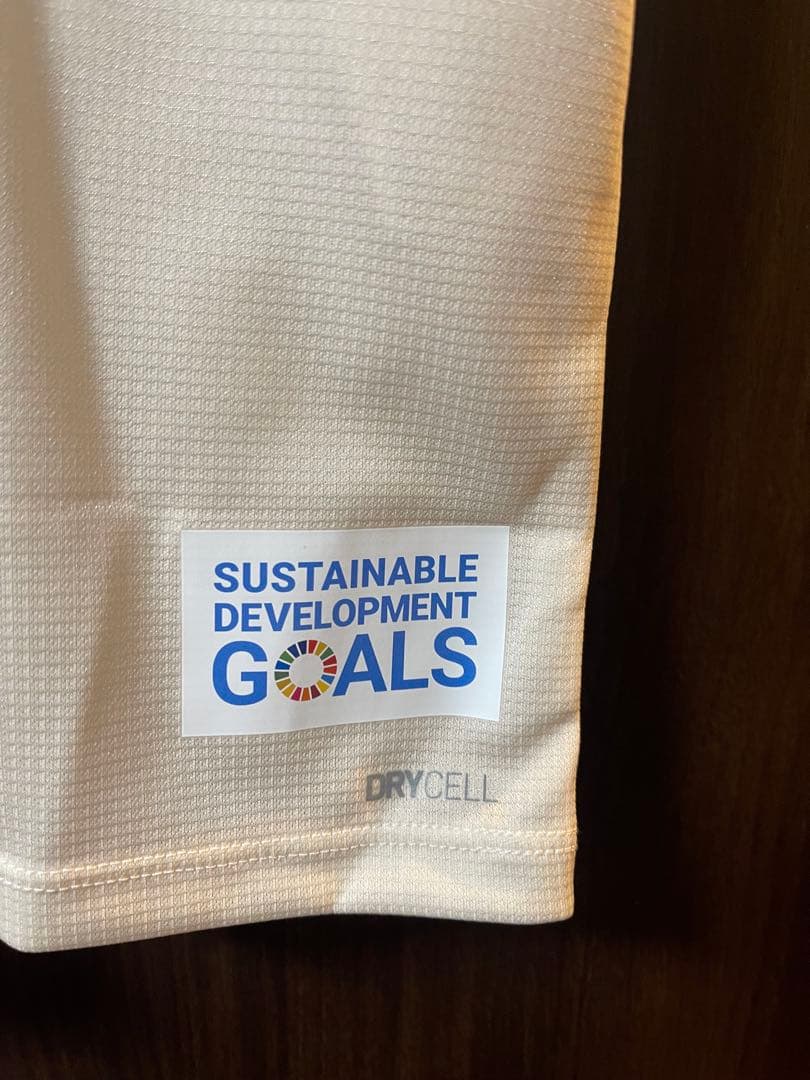 SUSTAINABLE
DEVELOPMENT
GOALS
DRYCELL